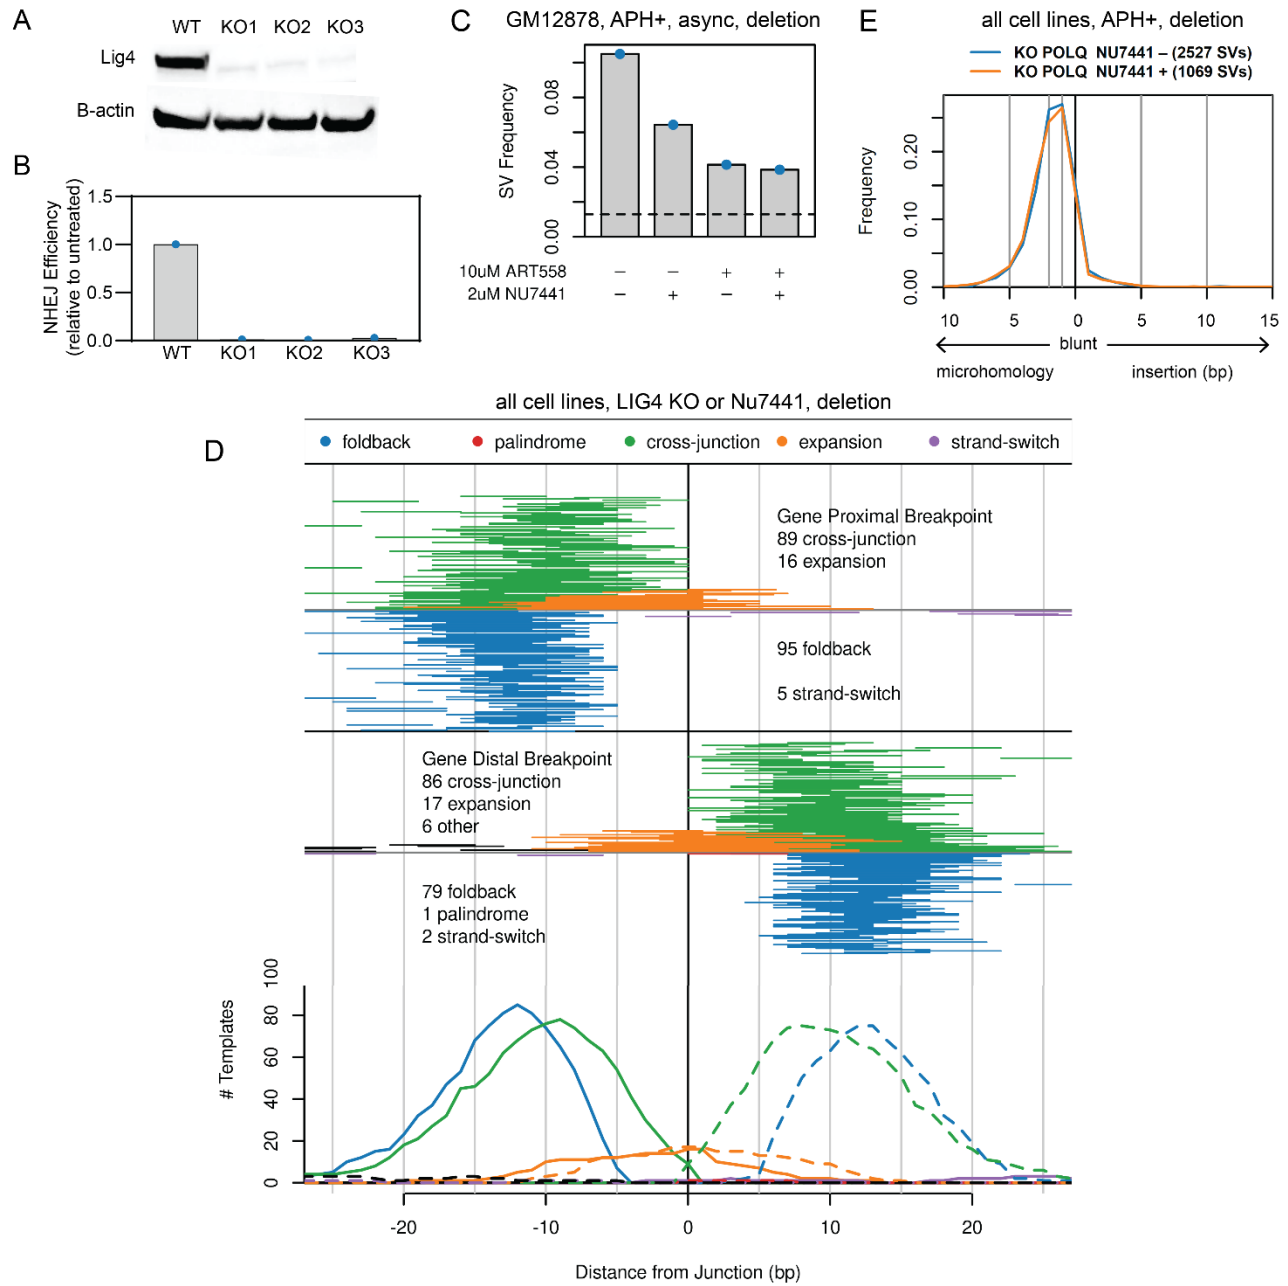 A
WT KO1 KO2 KO3
Lig4
B-actin
B
NHEJ Efficiency
(relative to untreated)
1.5
1.0
0.5
0.0
WT KO1 KO2 KO3
C
GM12878, APH+, async, deletion
SV Frequency
0.08
0.04
0.00
10uM ART558 – – + +
2uM NU7441 – + – +
E
all cell lines, APH+, deletion
KO POLQ NU7441 – (2527 SVs)
KO POLQ NU7441 + (1069 SVs)
Frequency
0.20
0.10
0.00
10 5 0 5 10 15
blunt
microhomology insertion (bp)
all cell lines, LIG4 KO or Nu7441, deletion
D
foldback palindrome cross-junction expansion strand-switch
Gene Proximal Breakpoint
89 cross-junction
16 expansion
95 foldback
5 strand-switch
Gene Distal Breakpoint
86 cross-junction
17 expansion
6 other
79 foldback
1 palindrome
2 strand-switch
# Templates
100
80
60
40
20
0
-20 -10 0 10 20
Distance from Junction (bp)